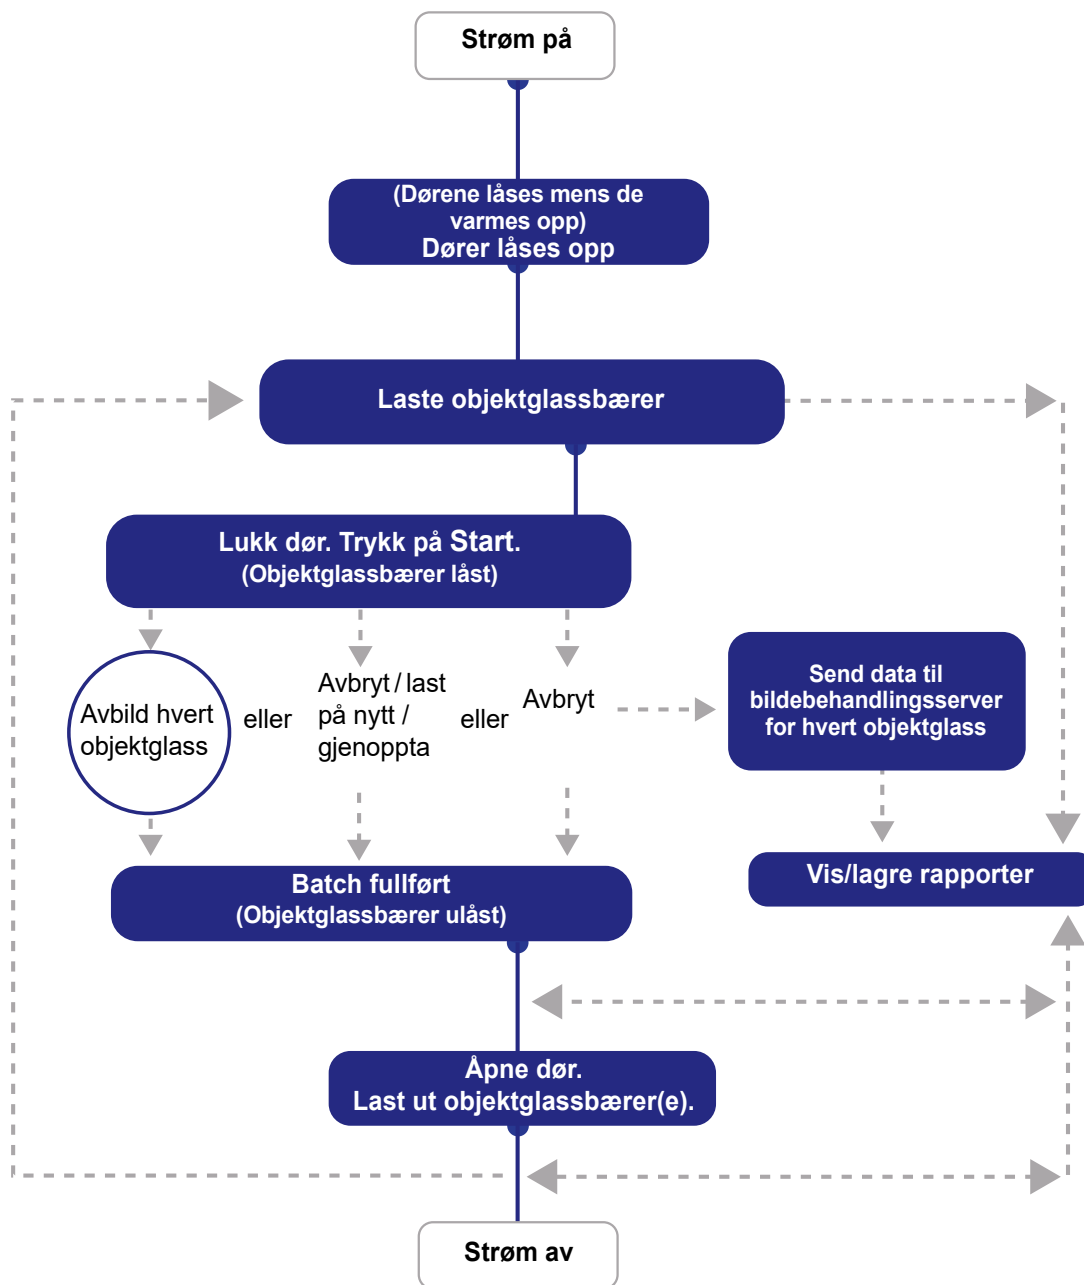 Strøm på
(Dørene låses mens de
varmes opp)
Dører låses opp
Laste objektglassbærer
Lukk dør. Trykk på Start.
(Objektglassbærer låst)
Avbild hvert
objektglass
eller
Avbryt / last
på nytt /
gjenoppta
eller
Avbryt
Send data til
bildebehandlingsserver
for hvert objektglass
Batch fullført
(Objektglassbærer ulåst)
Vis/lagre rapporter
Åpne dør.
Last ut objektglassbærer(e).
Strøm av